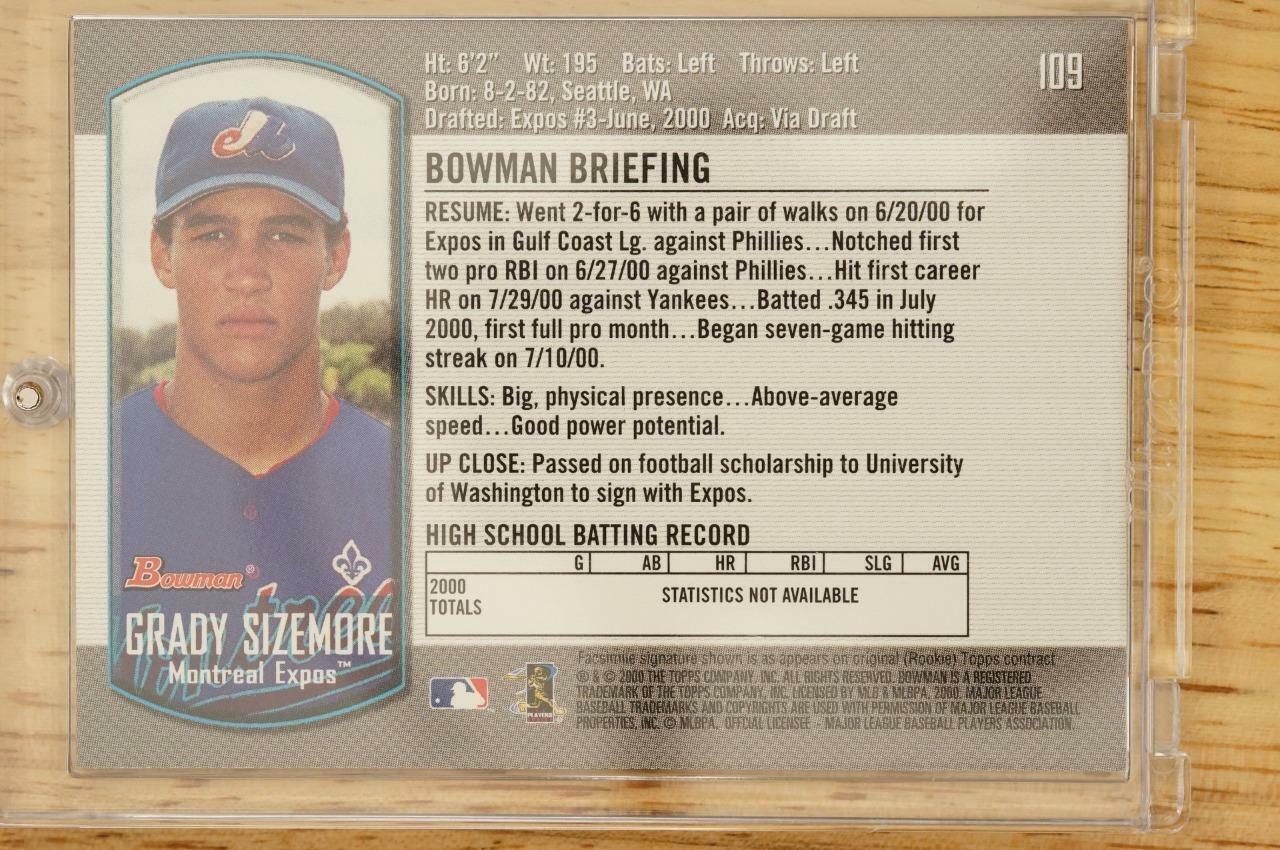 Ht: 6'2" Wt: 195 Bats: Left Throws: Left
109
Born: 8-2-82, Seattle, WA
Drafted: Expos #3-June, 2000 Acq: Via Draft
BOWMAN BRIEFING
RESUME: Went 2-for-6 with a pair of walks on 6/20/00 for
Expos in Gulf Coast Lg. against Phillies...Notched first
two pro RBI on 6/27/00 against Phillies...Hit first career
HR on 7/29/00 against Yankees...Batted .345 in July
2000, first full pro month...Began seven-game hitting
streak on 7/10/00.
SKILLS: Big, physical presence...Above-average
speed...Good power potential.
UP CLOSE: Passed on football scholarship to University
of Washington to sign with Expos.
HIGH SCHOOL BATTING RECORD
G AB HR RBI SLG AVG
2000
TOTALS
STATISTICS NOT AVAILABLE
Bowman®
GRADY SIZEMORE
Montreal Expos™
PLAYERS
Facsimile signature shown is as appears on original (Rookie) Topps contract
® & © 2000 THE TOPPS COMPANY, INC. ALL RIGHTS RESERVED. BOWMAN IS A REGISTERED
TRADEMARK OF THE TOPPS COMPANY, INC. LICENSED BY MLB & MLBPA, 2000. MAJOR LEAGUE
BASEBALL TRADEMARKS AND COPYRIGHTS ARE USED WITH PERMISSION OF MAJOR LEAGUE BASEBALL
PROPERTIES, INC. © MLBPA. OFFCIAL LICENSEE - MAJOR LEAGUE BASEBALL PLAYERS ASSOCIATION.